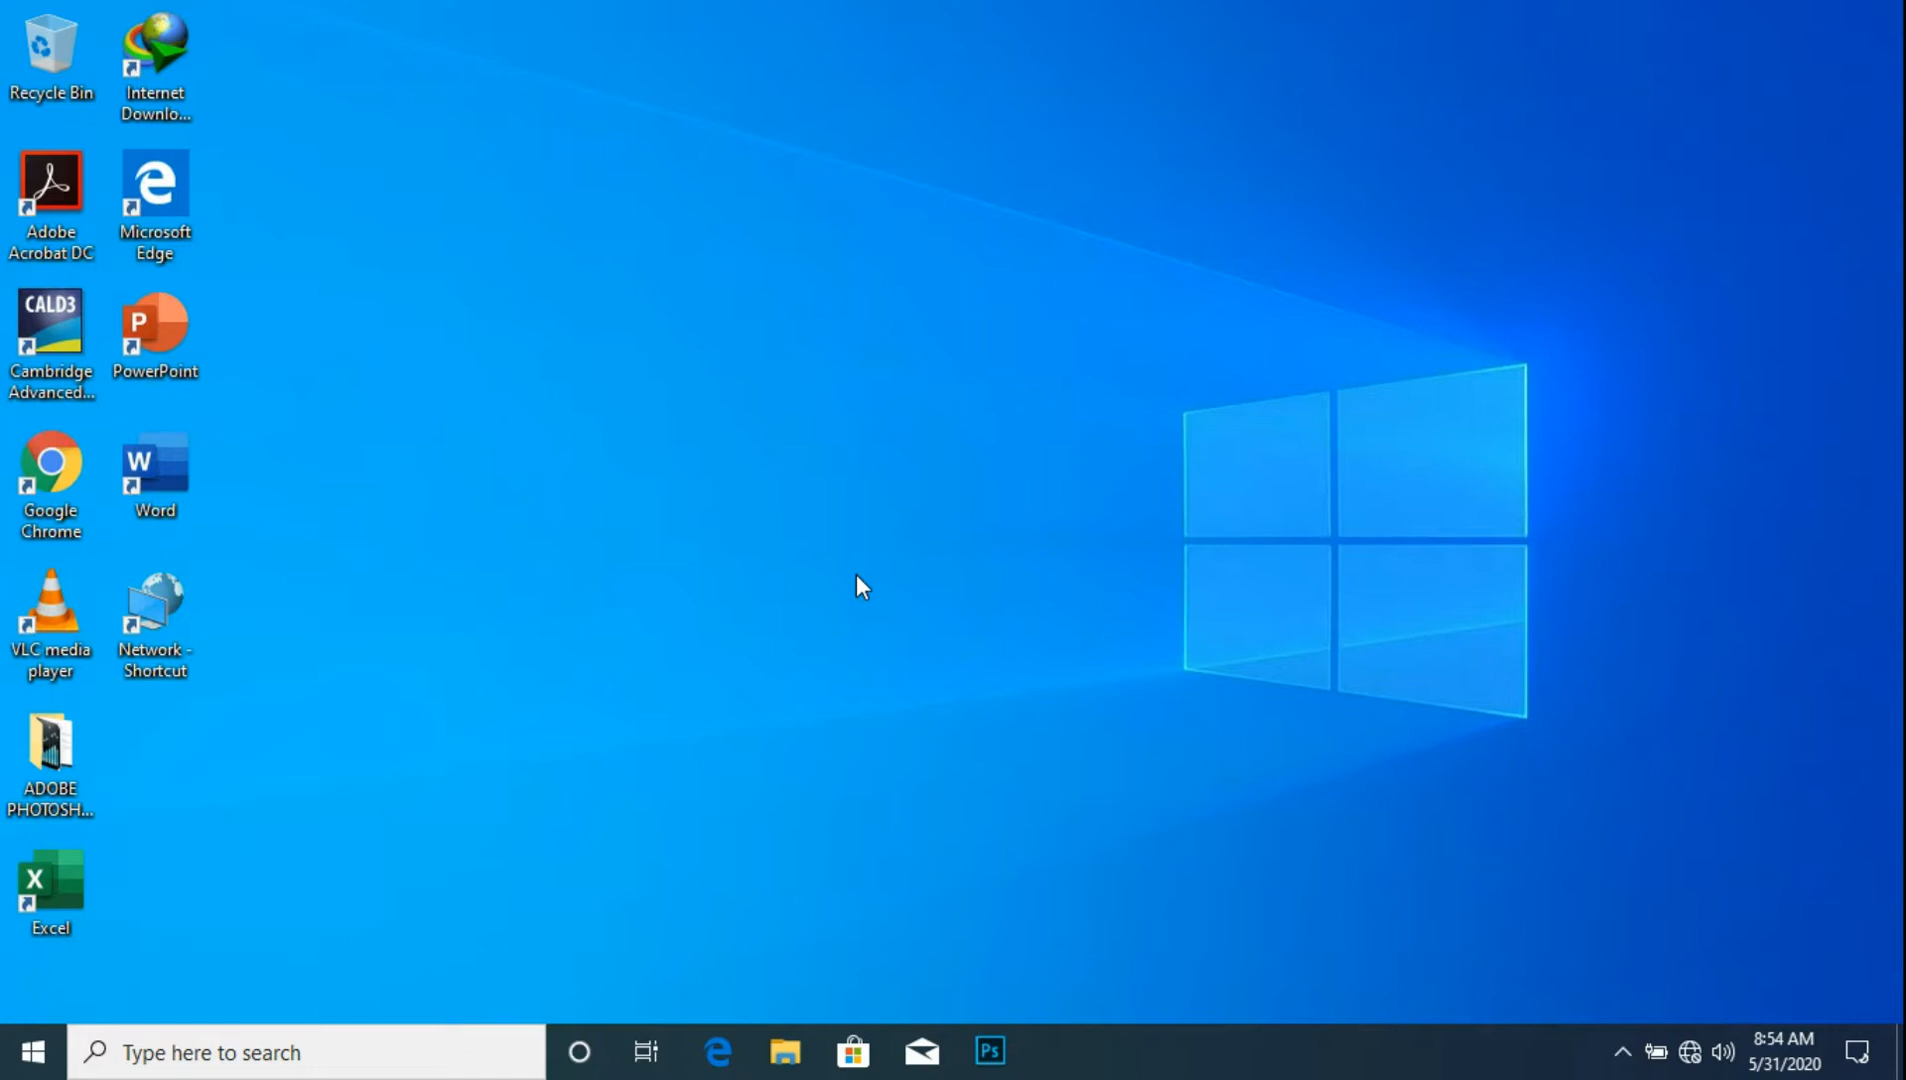 Recycle Bin
Internet
Downlo...
Adobe
Acrobat DC
Microsoft
Edge
CALD3
Cambridge
Advanced...
P
PowerPoint
Google
Chrome
W
Word
VLC media
player
Network -
Shortcut
ADOBE
PHOTOSH...
X
Excel
Type here to search
Ps
8:54 AM
5/31/2020